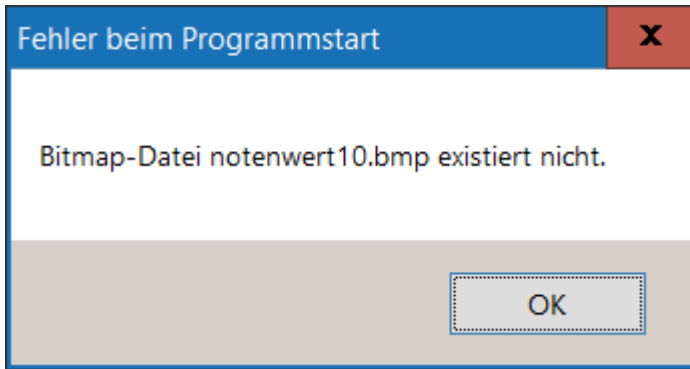 Fehler beim Programmstart
Bitmap-Datei notenwert10.bmp existiert nicht.
OK